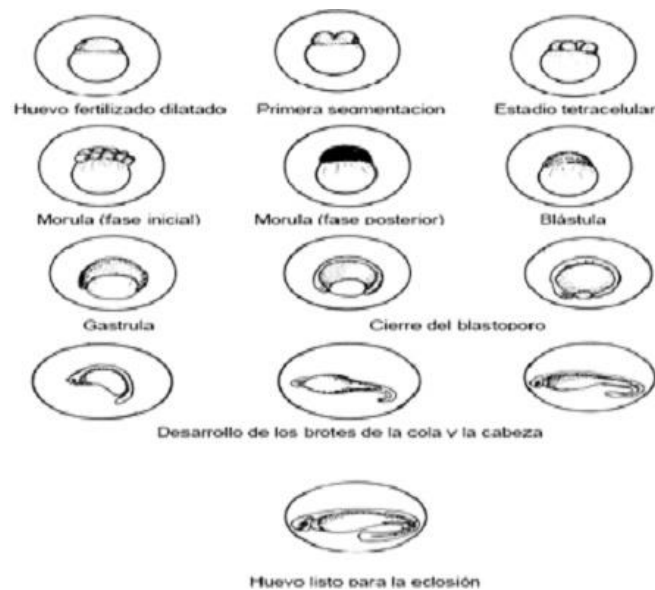 Huevo fertilizado dilatado
Primera segmentacion
Estadio tetracelular
Morula (fase inicial)
Morula (fase posterior)
Blástula
Gastrula
Cierre del blastoporo
Desarrollo de los brotes de la cola y la cabeza
Huevo listo para la eclosión